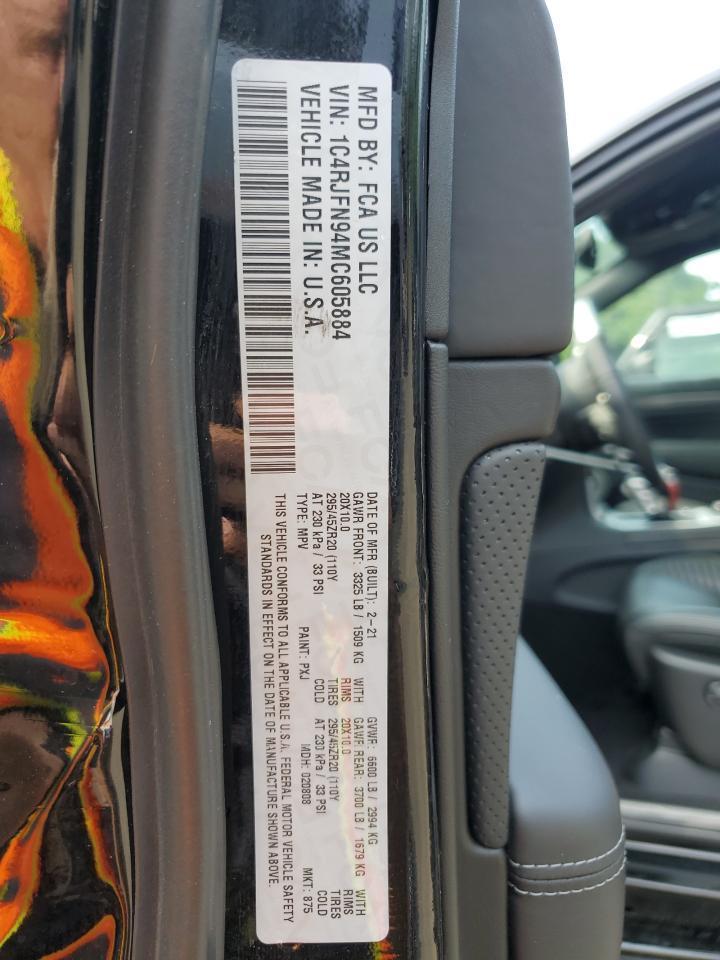 MFD BY: FCA US LLC
VIN: 1C4RJFN94MC605884
VEHICLE MADE IN: U.S.A.
DATE OF MFR (BUILT): 2-21 GVWR: 6600 LB / 2994 KG
GAWR FRONT: 3325 LB / 1509 KG WITH GAWR REAR: 3700 LB / 1679 KG WITH
20X10.0 RIMS 20X10.0 RIMS
295/45ZR20 (110Y TIRES 295/45ZR20 (110Y TIRES
AT 230 kPa / 33 PSI COLD AT 230 kPa / 33 PSI COLD
TYPE: MPV PAINT: PXJ MDH: 020808 MKT: 875
THIS VEHICLE CONFORMS TO ALL APPLICABLE U.S.A. FEDERAL MOTOR VEHICLE SAFETY
STANDARDS IN EFFECT ON THE DATE OF MANUFACTURE SHOWN ABOVE.